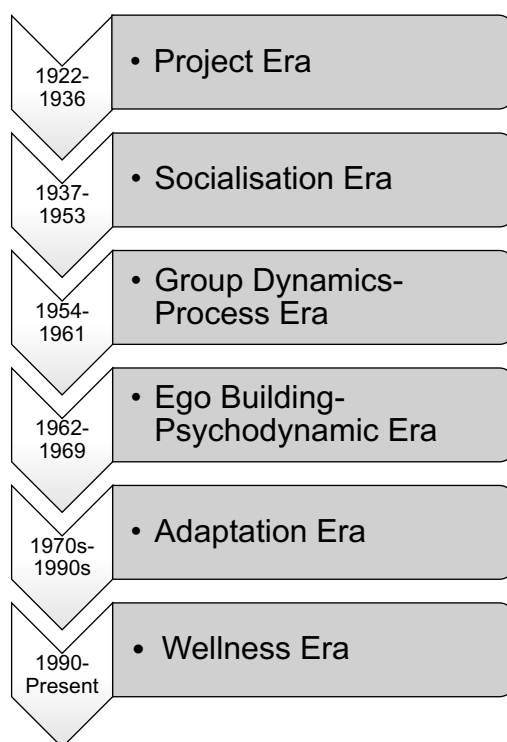 1922-
1936
• Project Era
1937-
1953
• Socialisation Era
1954-
1961
• Group Dynamics-
Process Era
1962-
1969
• Ego Building-
Psychodynamic Era
1970s-
1990s
• Adaptation Era
1990-
Present
• Wellness Era